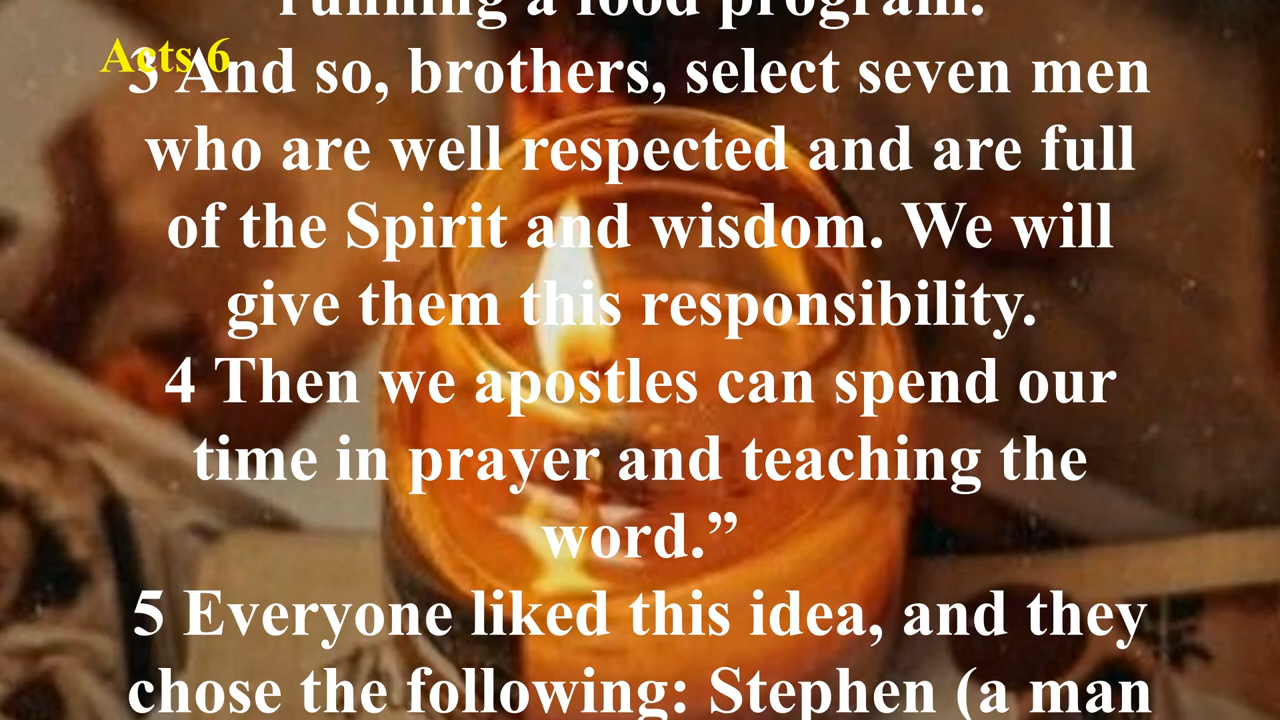 running a food program.
Acts 6
3 And so, brothers, select seven men
who are well respected and are full
of the Spirit and wisdom. We will
give them this responsibility.
4 Then we apostles can spend our
time in prayer and teaching the
word.”
5 Everyone liked this idea, and they
chose the following: Stephen (a man